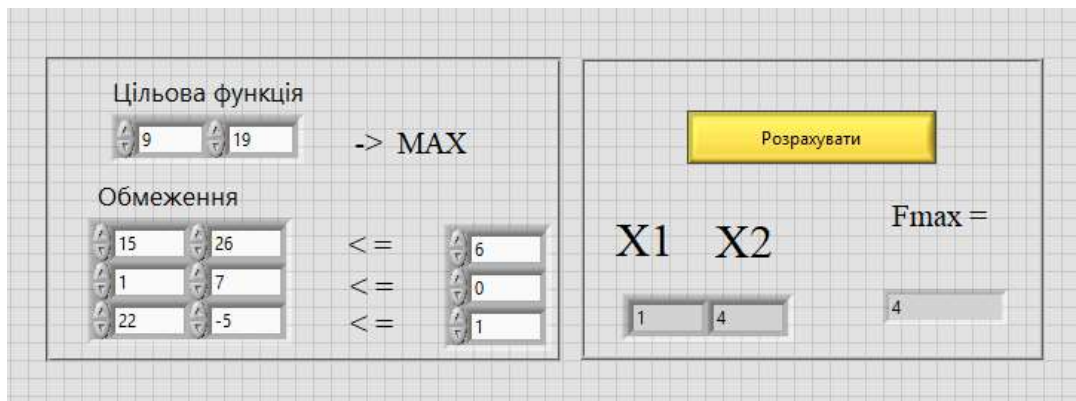 Цільова функція
9 19 -> MAX
Обмеження
15 26 <= 6
1 7 <= 0
22 -5 <= 1
Розрахувати
X1 X2 Fmax =
1 4 4